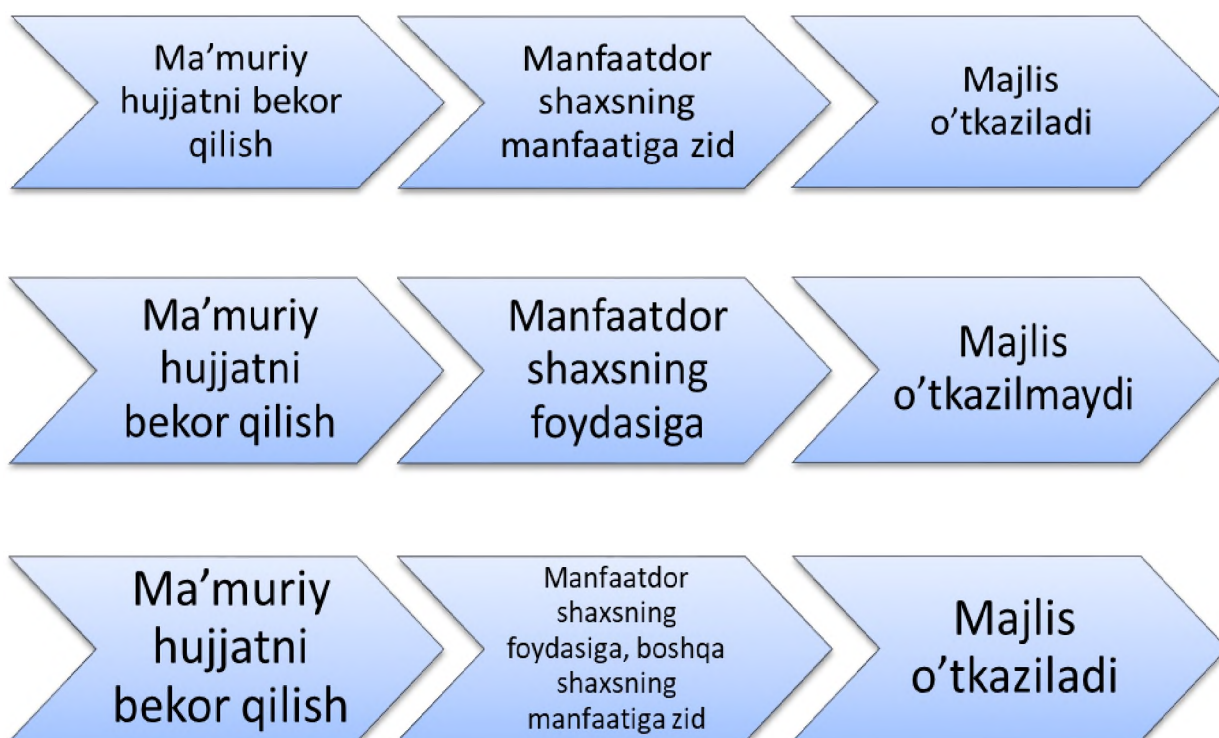 Ma’muriy
hujjatni bekor
qilish
Manfaatdor
shaxsning
manfaatiga zid
Majlis
o’tkaziladi
Ma’muriy
hujjatni
bekor qilish
Manfaatdor
shaxsning
foydasiga
Majlis
o’tkazilmaydi
Ma’muriy
hujjatni
bekor qilish
Manfaatdor
shaxsning
foydasiga, boshqa
shaxsning
manfaatiga zid
Majlis
o’tkaziladi